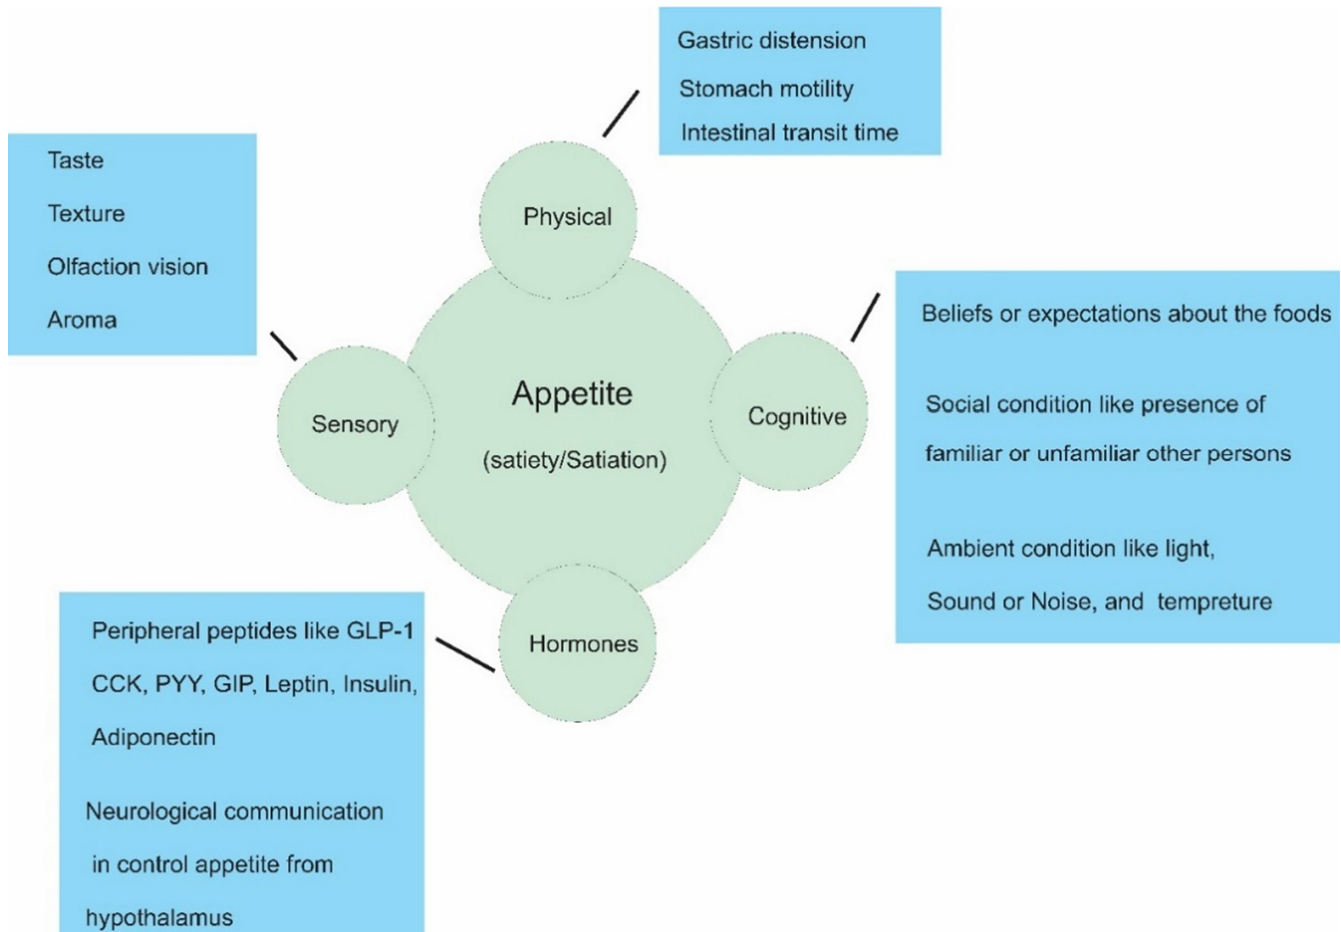 Gastric distension
Stomach motility
Intestinal transit time
Physical
Taste
Texture
Olfaction vision
Aroma
Sensory
Appetite
(satiety/Satiation)
Cognitive
Beliefs or expectations about the foods
Social condition like presence of
familiar or unfamiliar other persons
Ambient condition like light,
Sound or Noise, and tempreture
Hormones
Peripheral peptides like GLP-1
CCK, PYY, GIP, Leptin, Insulin,
Adiponectin
Neurological communication
in control appetite from
hypothalamus